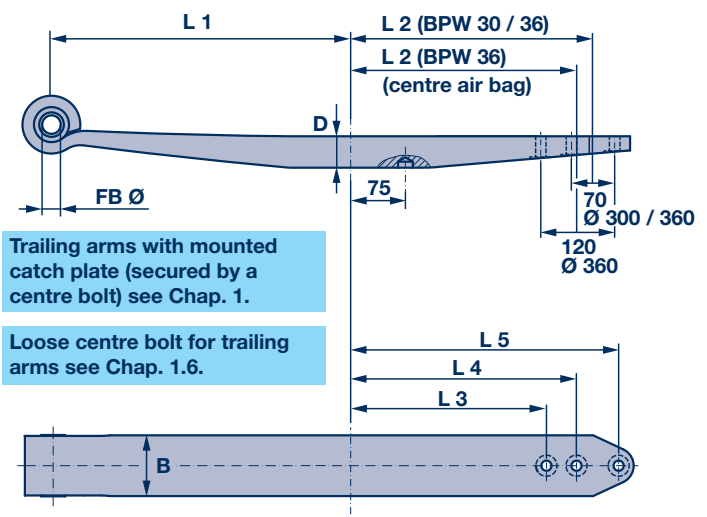 L 1
L 2 (BPW 30 / 36)
L 2 (BPW 36)
(centre air bag)
D
75
FB Ø
70
Ø 300 / 360
120
Ø 360
Trailing arms with mounted
catch plate (secured by a
centre bolt) see Chap. 1.
Loose centre bolt for trailing
arms see Chap. 1.6.
L 5
L 4
L 3
B